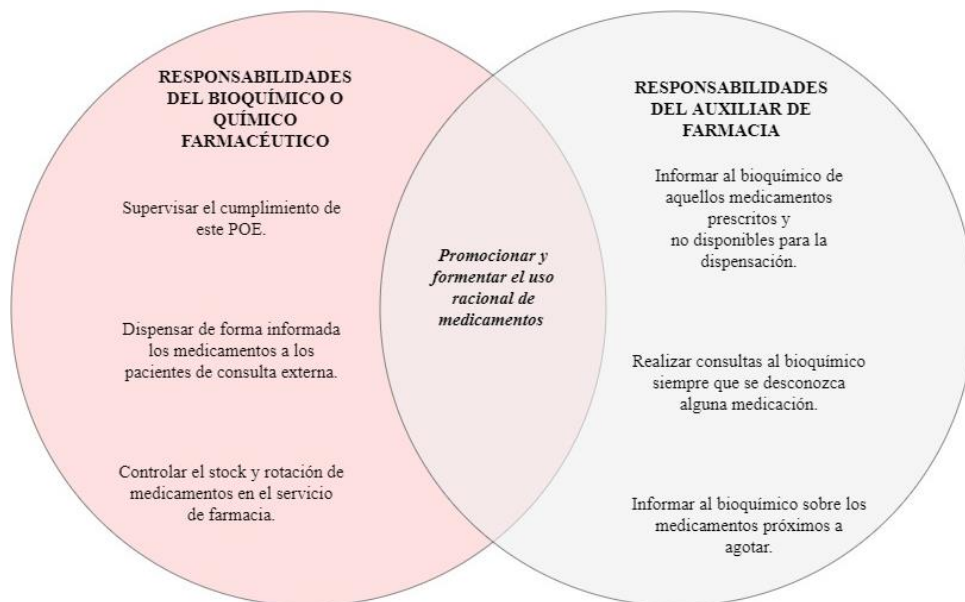 RESPONSABILIDADES
DEL BIOQUÍMICO O
QUÍMICO
FARMACÉUTICO
Supervisar el cumplimiento de
este POE.
Dispensar de forma informada
los medicamentos a los
pacientes de consulta externa.
Controlar el stock y rotación de
medicamentos en el servicio
de farmacia.
Promocionar y
formentar el uso
racional de
medicamentos
RESPONSABILIDADES
DEL AUXILIAR DE
FARMACIA
Informar al bioquímico de
aquellos medicamentos
prescritos y
no disponibles para la
dispensación.
Realizar consultas al bioquímico
siempre que se desconozca
alguna medicación.
Informar al bioquímico sobre los
medicamentos próximos a
agotar.